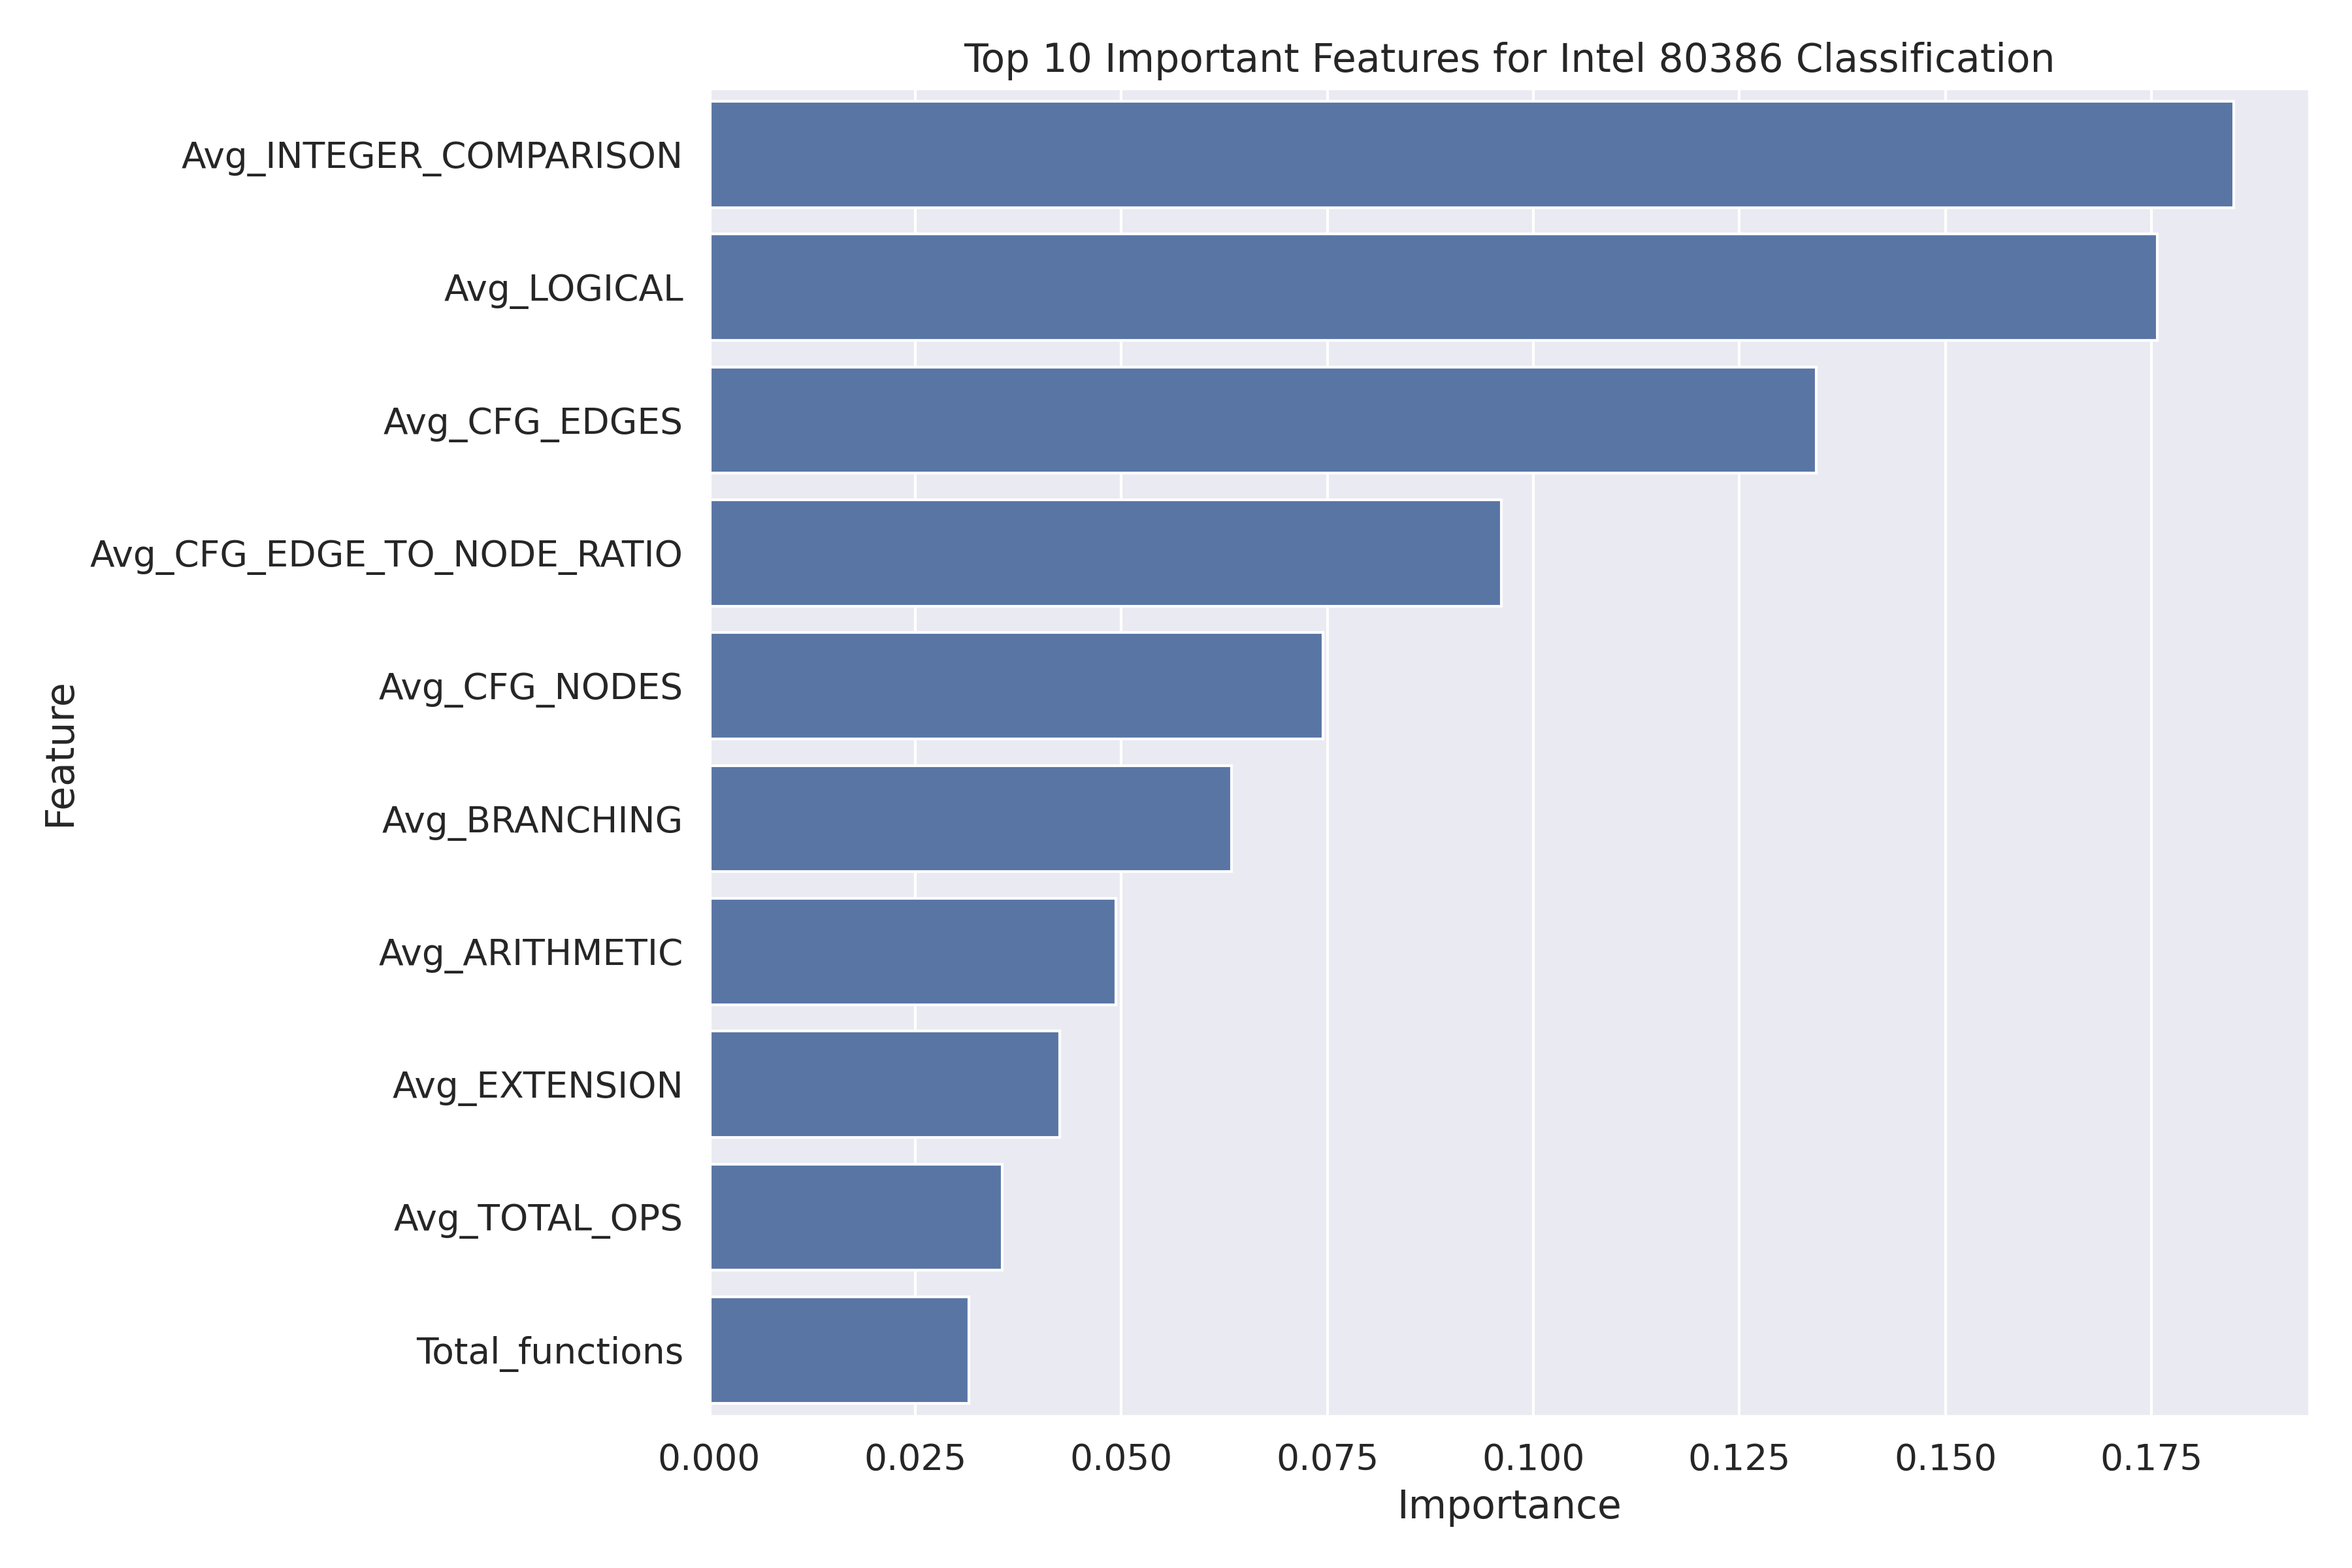 Top 10 Important Features for Intel 80386 Classification
Feature
Avg_INTEGER_COMPARISON
Avg_LOGICAL
Avg_CFG_EDGES
Avg_CFG_EDGE_TO_NODE_RATIO
Avg_CFG_NODES
Avg_BRANCHING
Avg_ARITHMETIC
Avg_EXTENSION
Avg_TOTAL_OPS
Total_functions
0.000 0.025 0.050 0.075 0.100 0.125 0.150 0.175
Importance